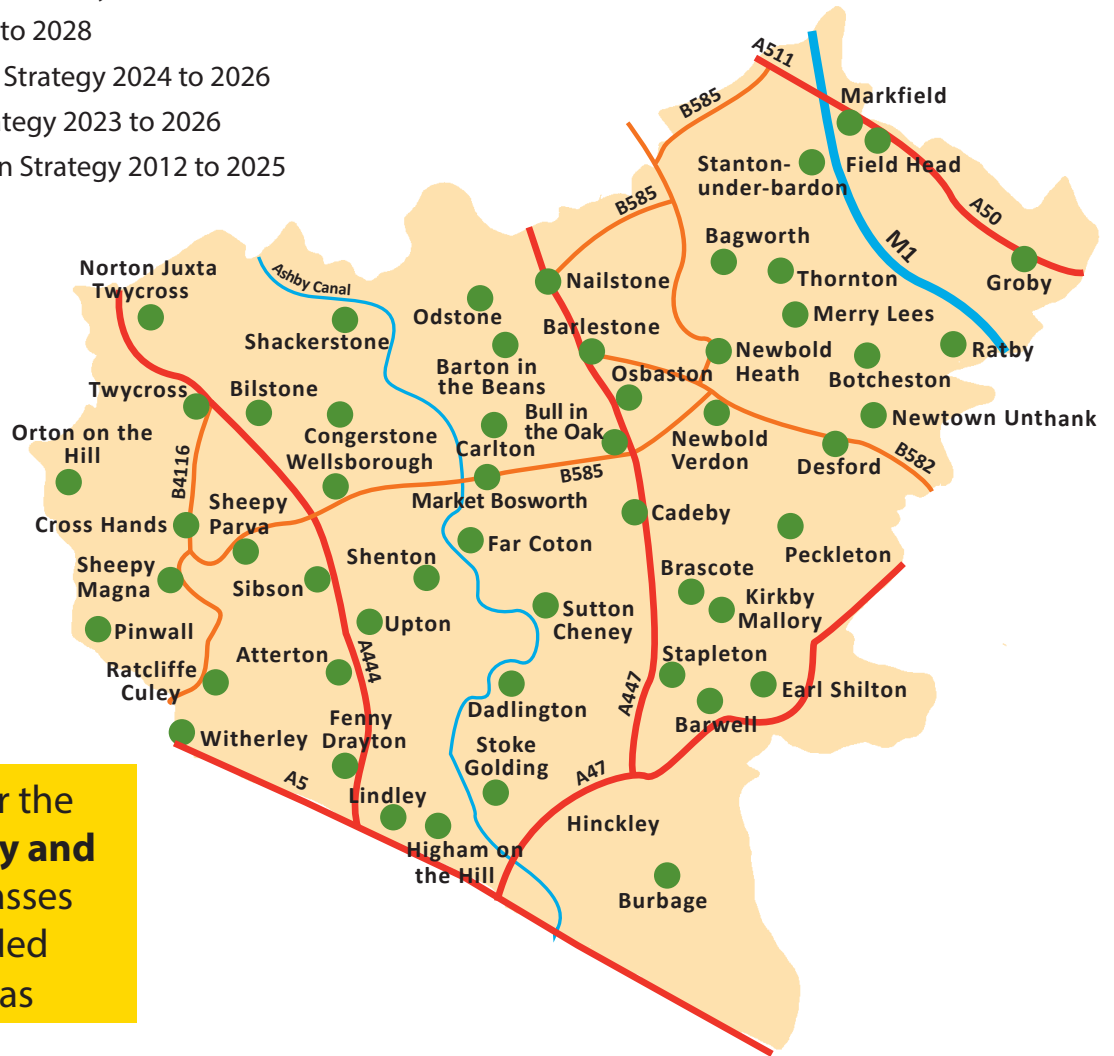 to 2028
Strategy 2024 to 2026
ategy 2023 to 2026
n Strategy 2012 to 2025
A511
Markfield
B585
Stanton-
under-bardon
Field Head
B585
A50
Bagworth
M1
Norton Juxta
Twycross
Ashby Canal
Nailstone
Thornton
Groby
Odstone
Barlestone
Merry Lees
Shackerstone
Newbold
Heath
Ratby
Barton in
the Beans
Osbaston
Botcheston
Twycross
Bilstone
Bull in
the Oak
Newtown Unthank
Orton on the
Hill
Congerstone
Carlton
Newbold
Verdon
Wellsborough
Desford
B582
B4116
B585
Sheepy
Parva
Market Bosworth
Cross Hands
Cadeby
Far Coton
Peckleton
Shenton
Sheepy
Magna
Sibson
Brascote
Kirkby
Mallory
Pinwall
Upton
Sutton
Cheney
Atterton
A444
Stapleton
Ratcliffe
Culey
A447
Earl Shilton
Dadlington
Barwell
Witherley
Fenny
Drayton
Stoke
Golding
A5
A47
Lindley
Hinckley
Higham on
the Hill
Burbage
r the
y and
asses
led
as